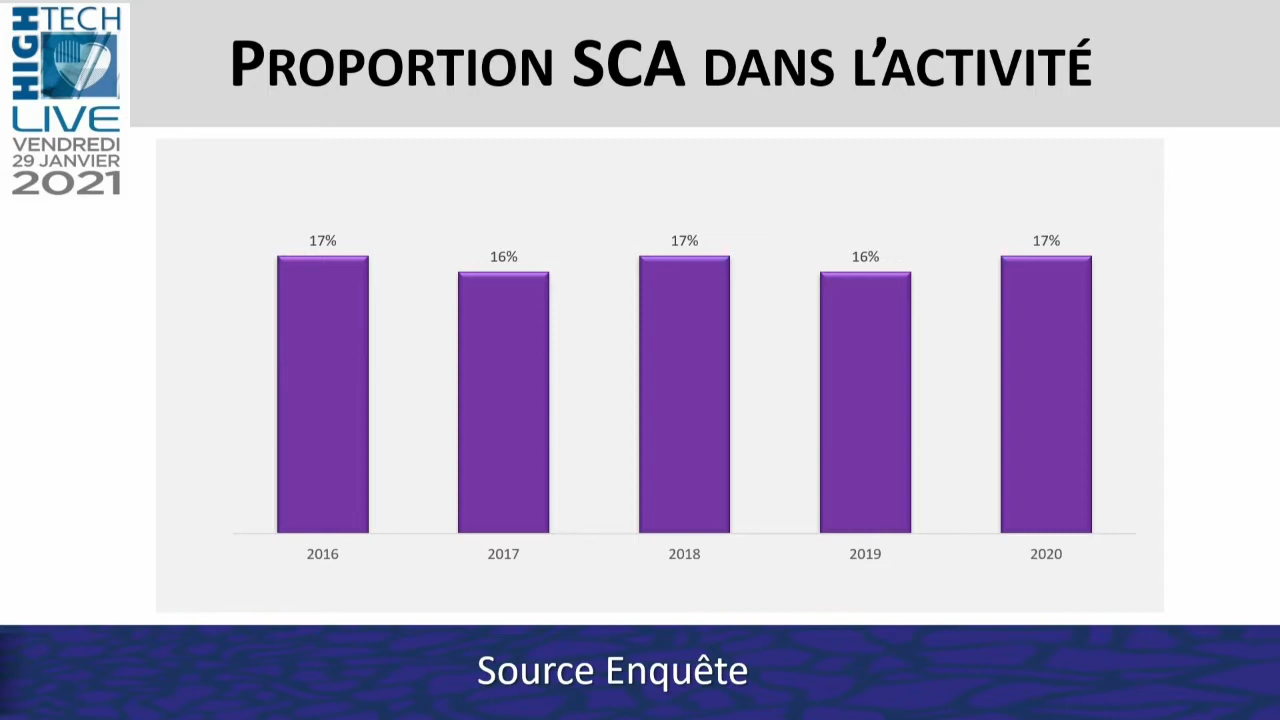 HIGH
TECH
LIVE
VENDREDI
29 JANVIER
2021
PROPORTION SCA DANS L'ACTIVITÉ
17%
16%
17%
16%
17%
2016
2017
2018
2019
2020
Source Enquête